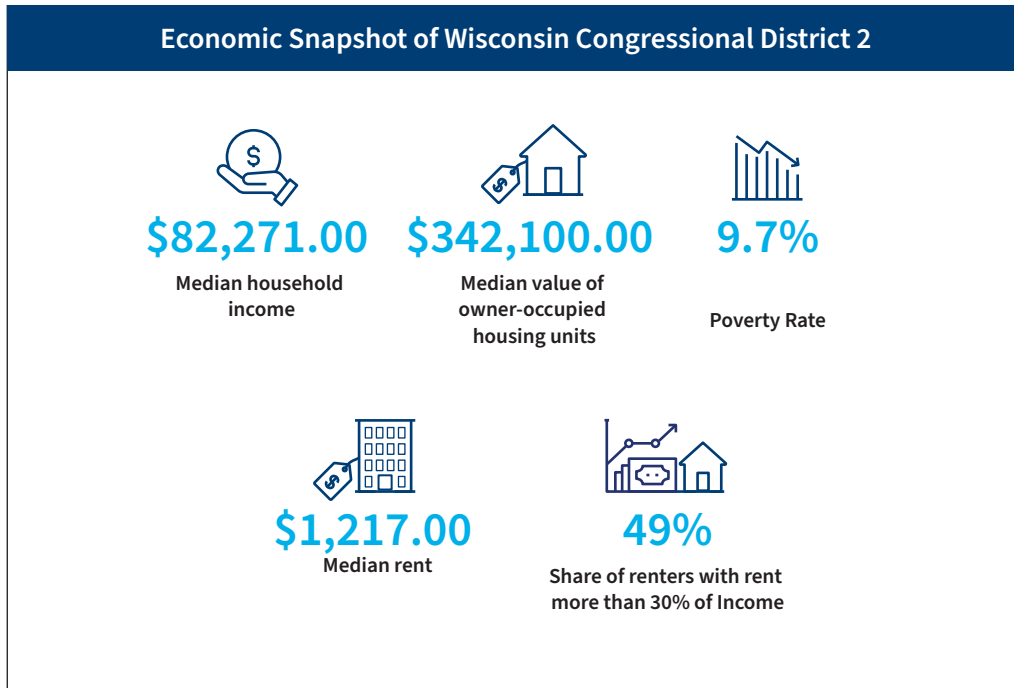 Economic Snapshot of Wisconsin Congressional District 2
$
$
$82,271.00
Median household
income
$342,100.00
Median value of
owner-occupied
housing units
9.7%
Poverty Rate
$
$1,217.00
Median rent
49%
Share of renters with rent
more than 30% of Income